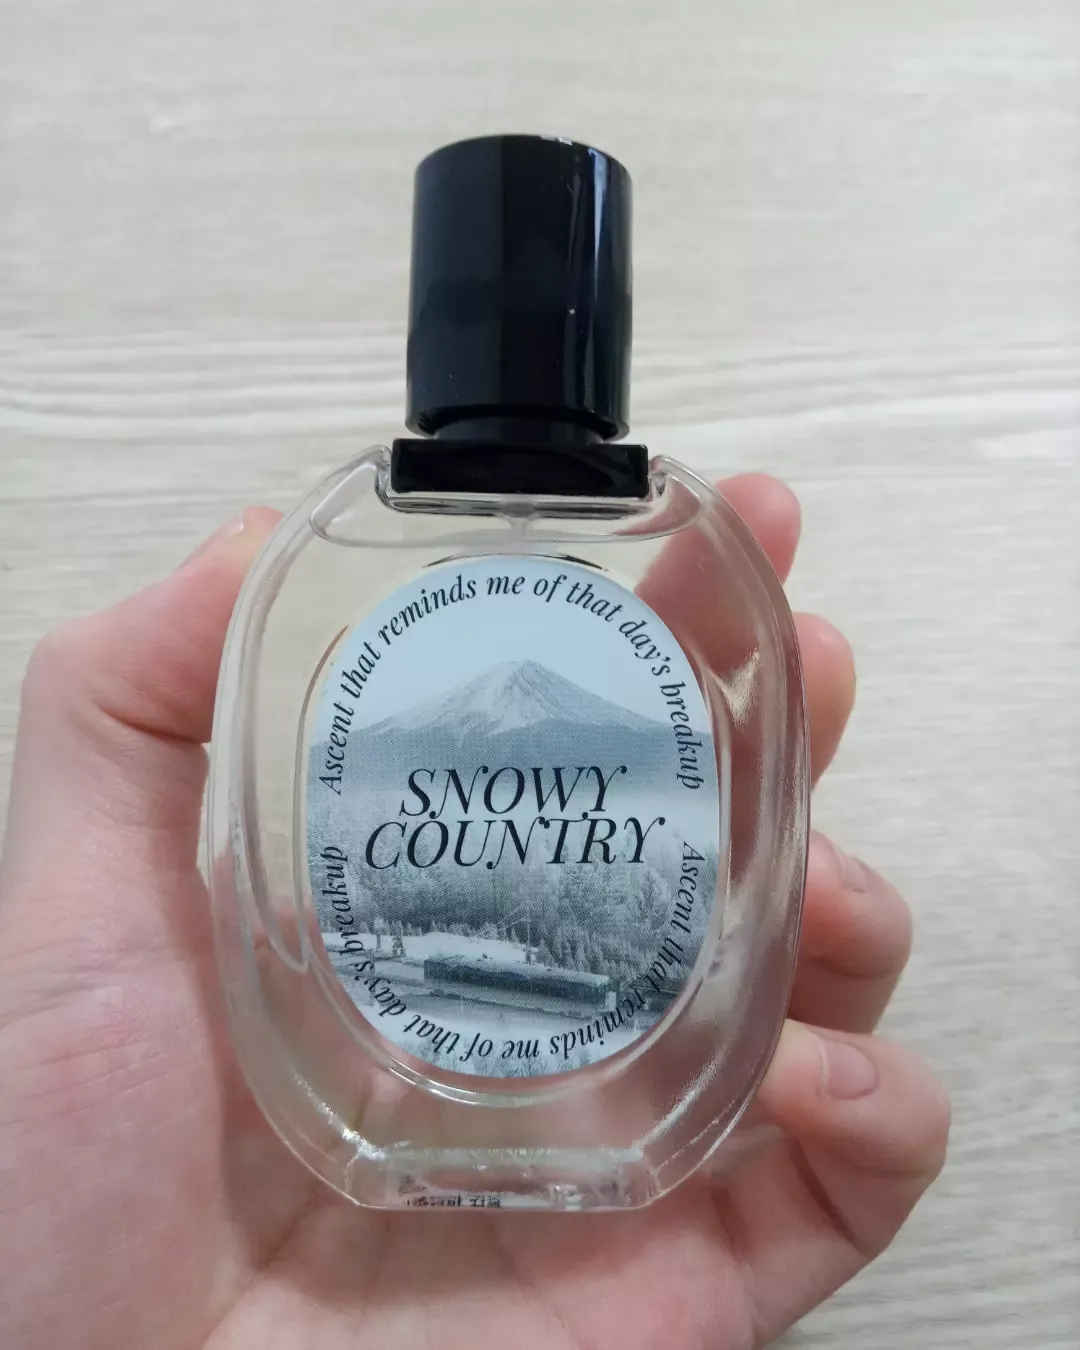 Ascent that reminds me of that day's breakup
SNOWY
COUNTRY
Ascent that reminds me of that day's breakup